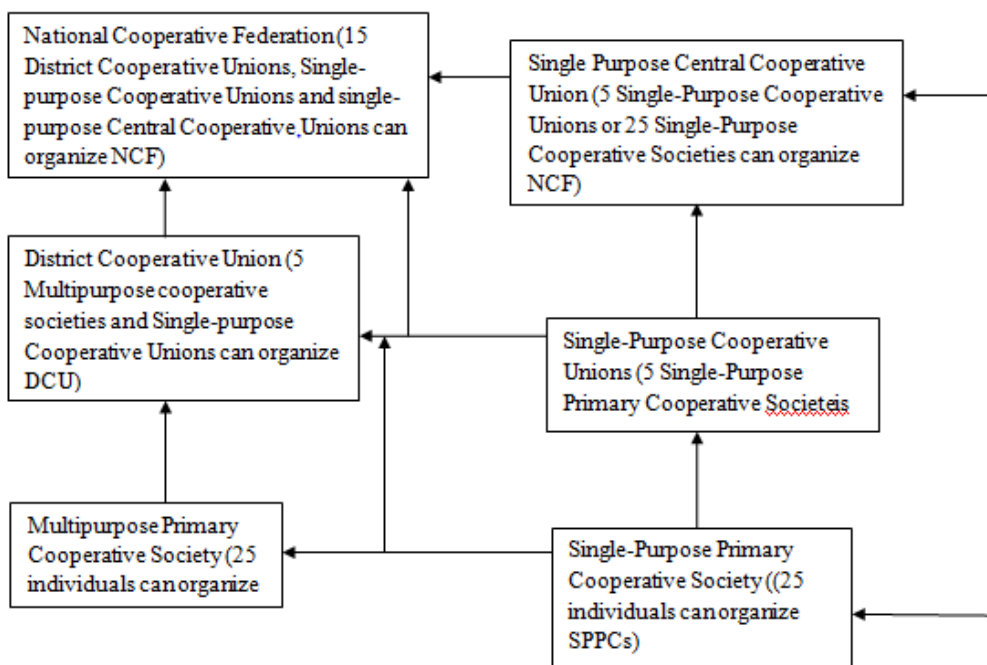 National Cooperative Federation (15
District Cooperative Unions, Single-
purpose Cooperative Unions and single-
purpose Central Cooperative,Unions can
organize NCF)
Single Purpose Central Cooperative
Union (5 Single-Purpose Cooperative
Unions or 25 Single-Purpose
Cooperative Societies can organize
NCF)
District Cooperative Union (5
Multipurpose cooperative
societies and Single-purpose
Cooperative Unions can organize
DCU)
Single-Purpose Cooperative
Unions (5 Single-Purpose
Primary Cooperative Societeis
Multipurpose Primary
Cooperative Society (25
individuals can organize
Single-Purpose Primary
Cooperative Society ((25
individuals can organize
SPPCs)